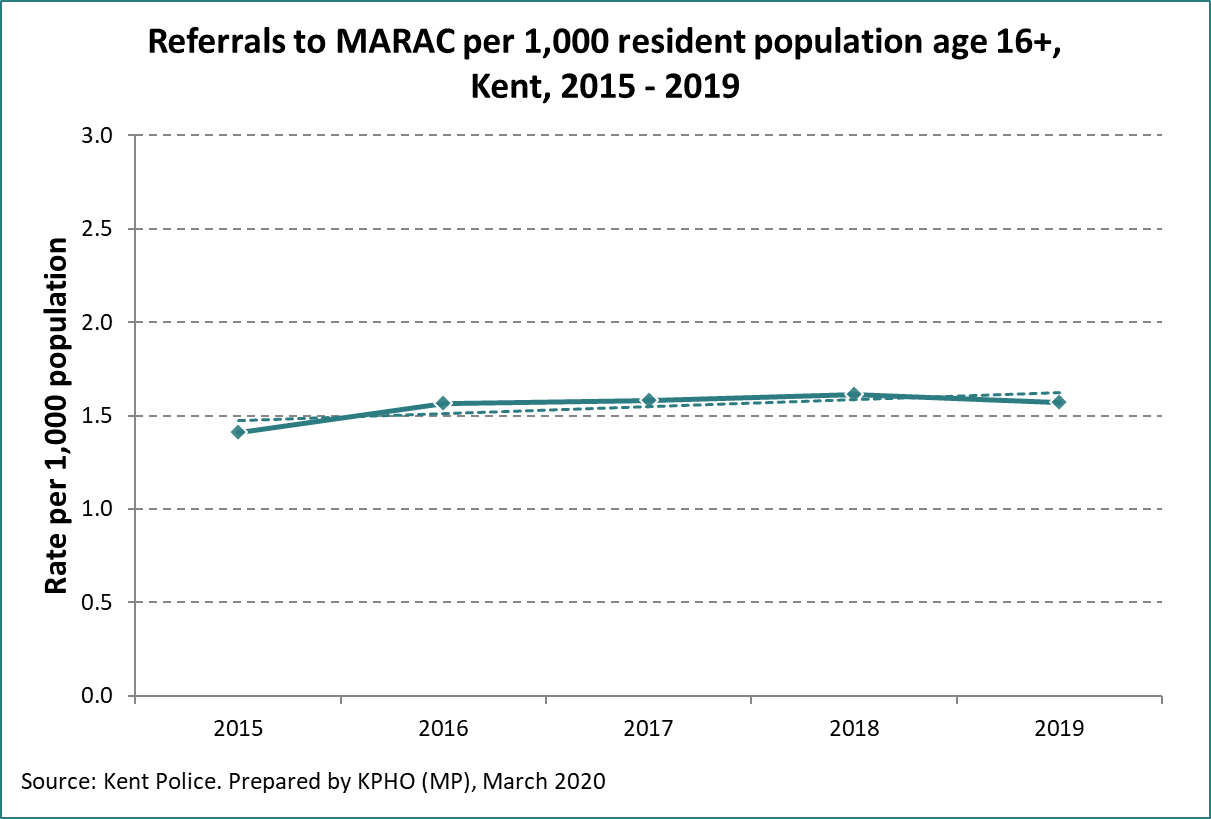 Referrals to MARAC per 1,000 resident population age 16+,
Kent, 2015 - 2019
Rate per 1,000 population
3.0
2.5
2.0
1.5
1.0
0.5
0.0
2015 2016 2017 2018 2019
Source: Kent Police. Prepared by KPHO (MP), March 2020